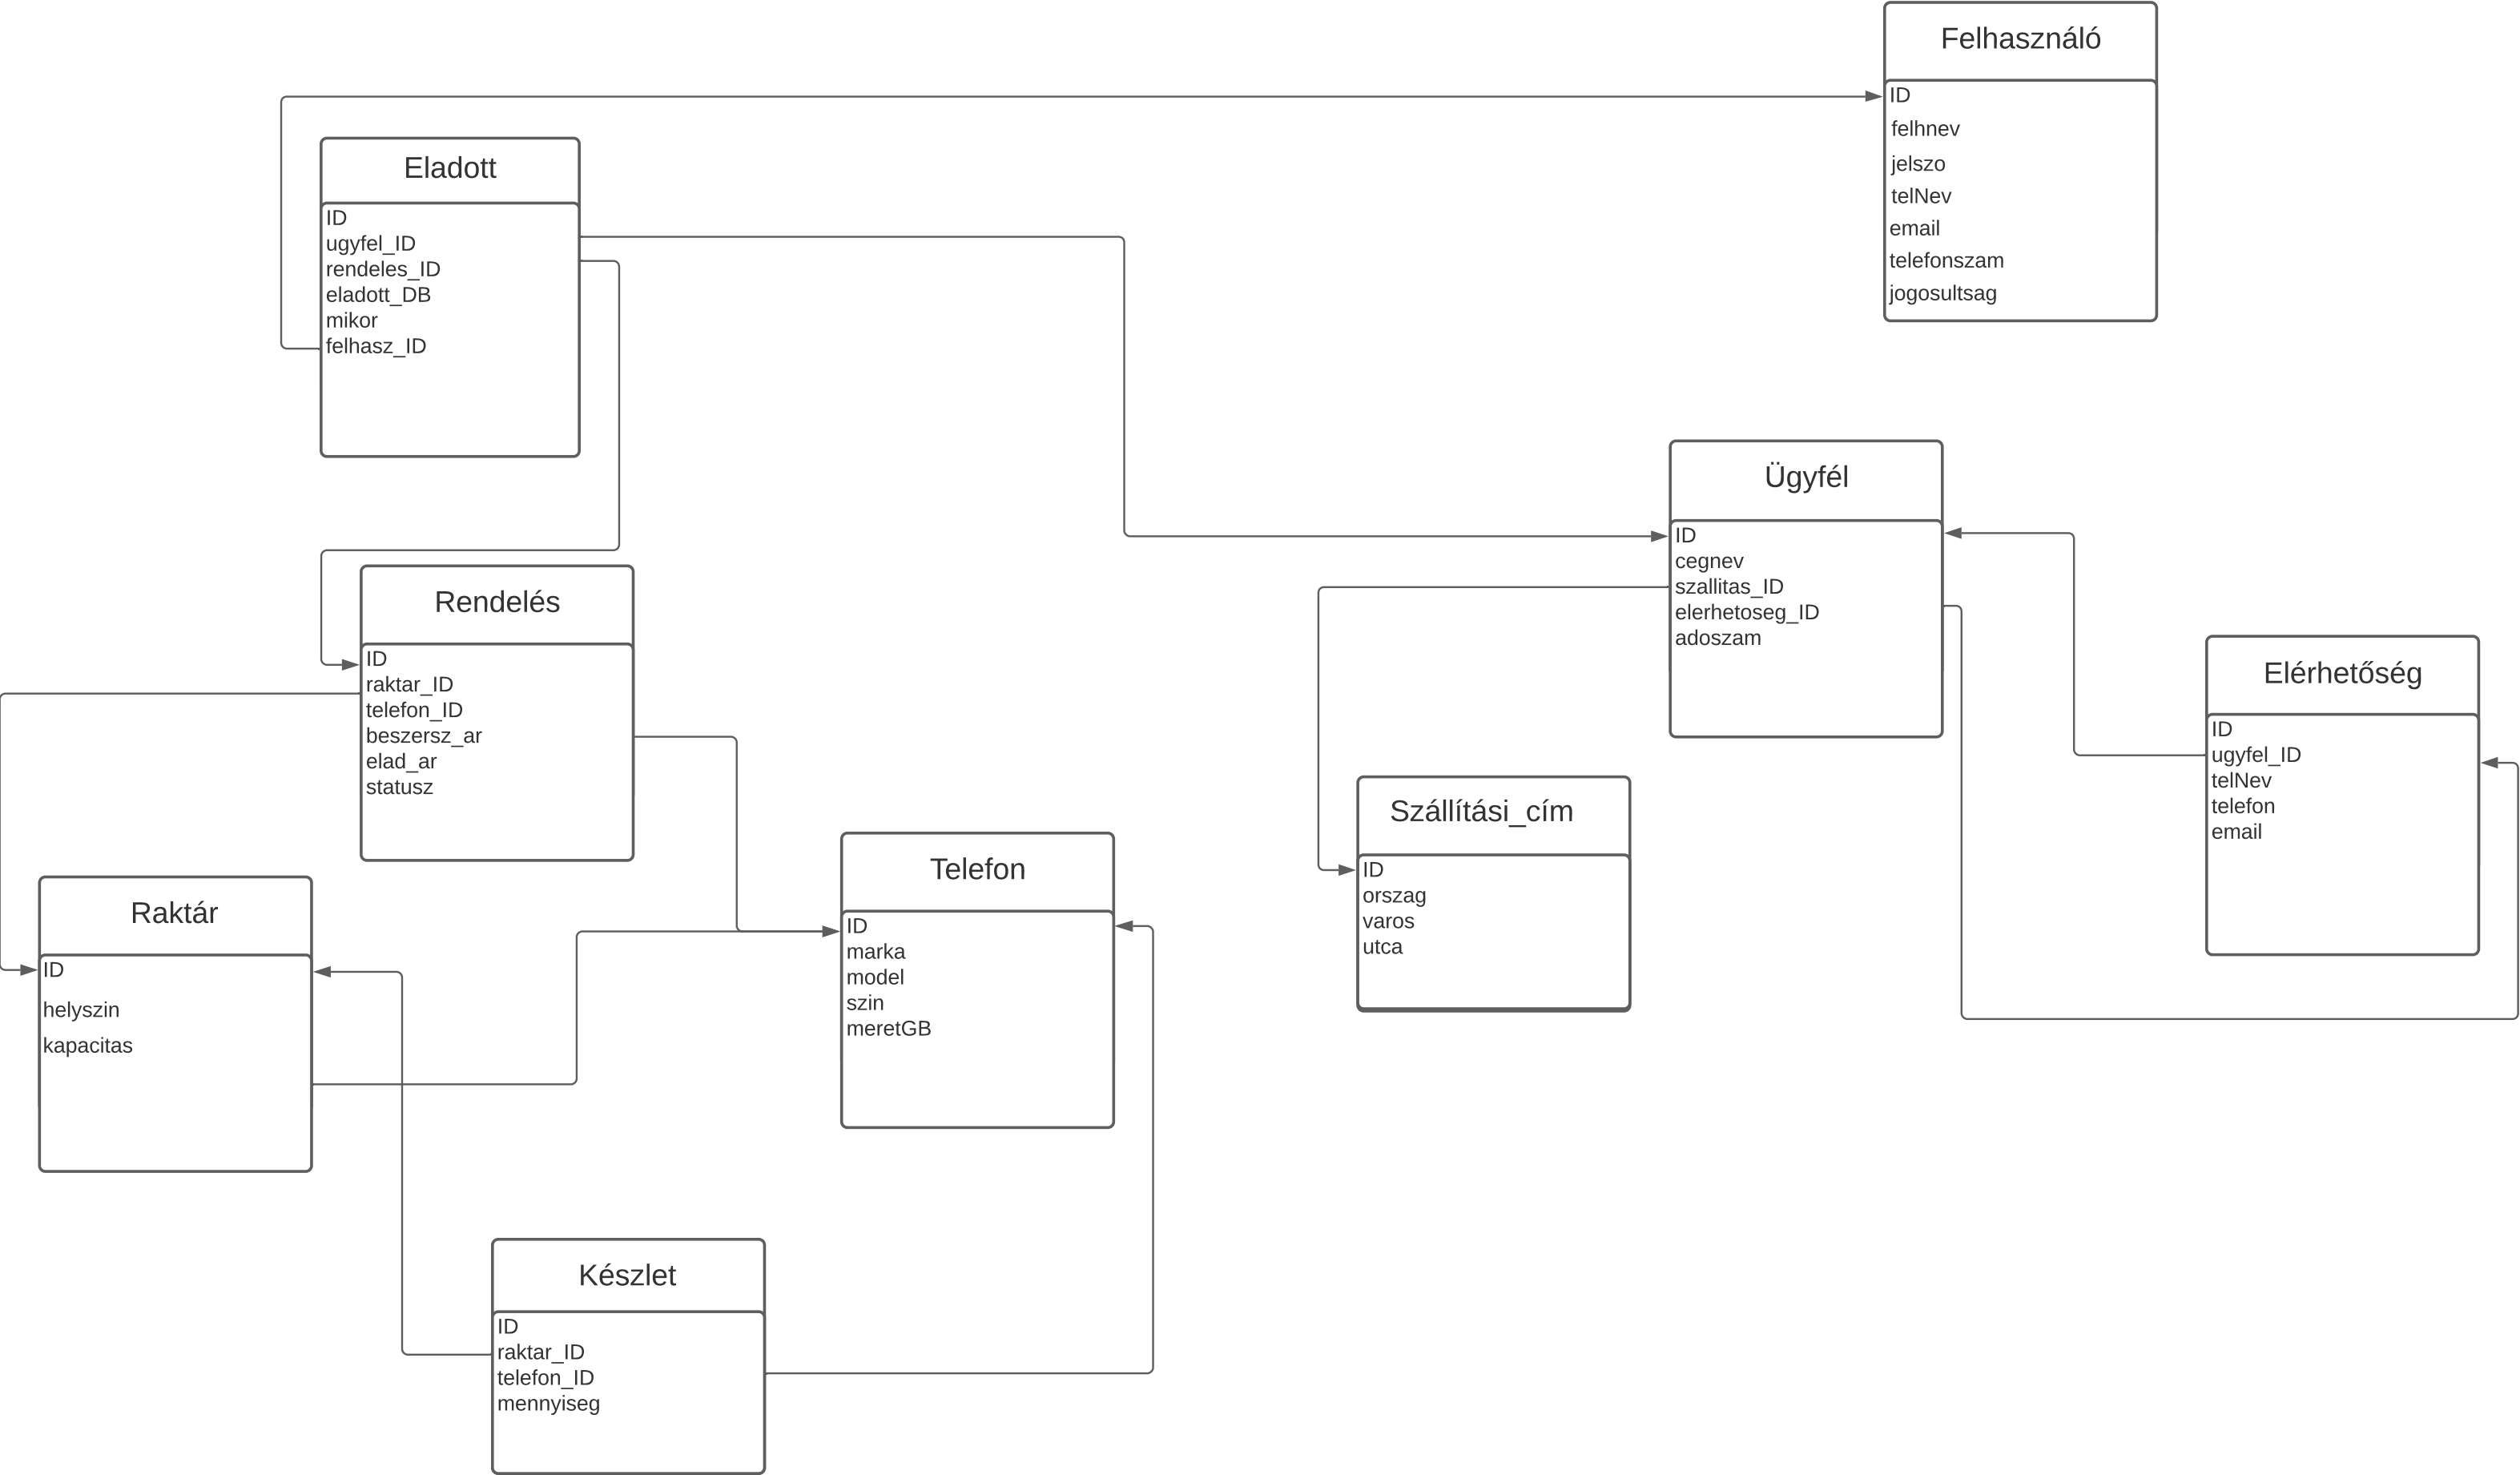 Felhasználó
ID
felhnev
jelszo
telNev
email
telefonszam
jogosultsag
Eladott
ID
ugyfel_ID
rendeles_ID
eladott_DB
mikor
felhasz_ID
Ügyfél
ID
cegnev
szallitas_ID
elerhetoseg_ID
adoszam
Rendelés
ID
raktar_ID
telefon_ID
beszersz_ar
elad_ar
statusz
Elérhetőség
ID
ugyfel_ID
telNev
telefon
email
Szállítási_cím
ID
orszag
varos
utca
Telefon
ID
marka
model
szin
meretGB
Raktár
ID
helyszin
kapacitas
Készlet
ID
raktar_ID
telefon_ID
mennyiseg